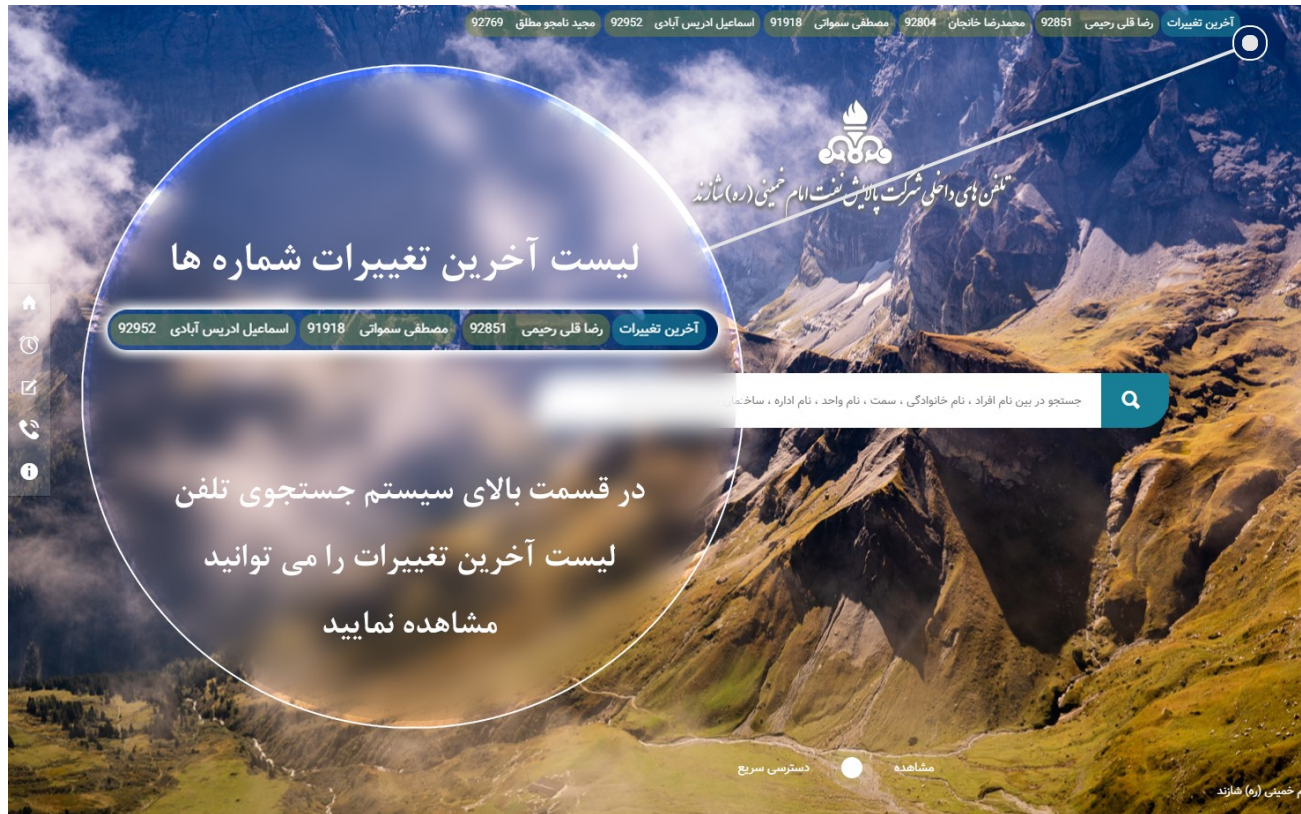 آخرین تغییرات رضا قلی رحیمی 92851 محمدرضا خانجان 92804 مصطفی سمواتی 91918 اسماعیل ادریس آبادی 92952 مجید نامجو مطلق 92769
تلفن های داخلی شرکت پالایش نفت امام خمینی (ره) شازند
لیست آخرین تغییرات شماره ها
آخرین تغییرات رضا قلی رحیمی 92851 مصطفی سمواتی 91918 اسماعیل ادریس آبادی 92952
جستجو در بین نام افراد ، نام خانوادگی ، سمت ، نام واحد ، نام اداره ،
در قسمت بالای سیستم جستجوی تلفن
لیست آخرین تغییرات را می توانید
مشاهده نمایید
مشاهده دسترسی سریع
خمینی (ره) شازند